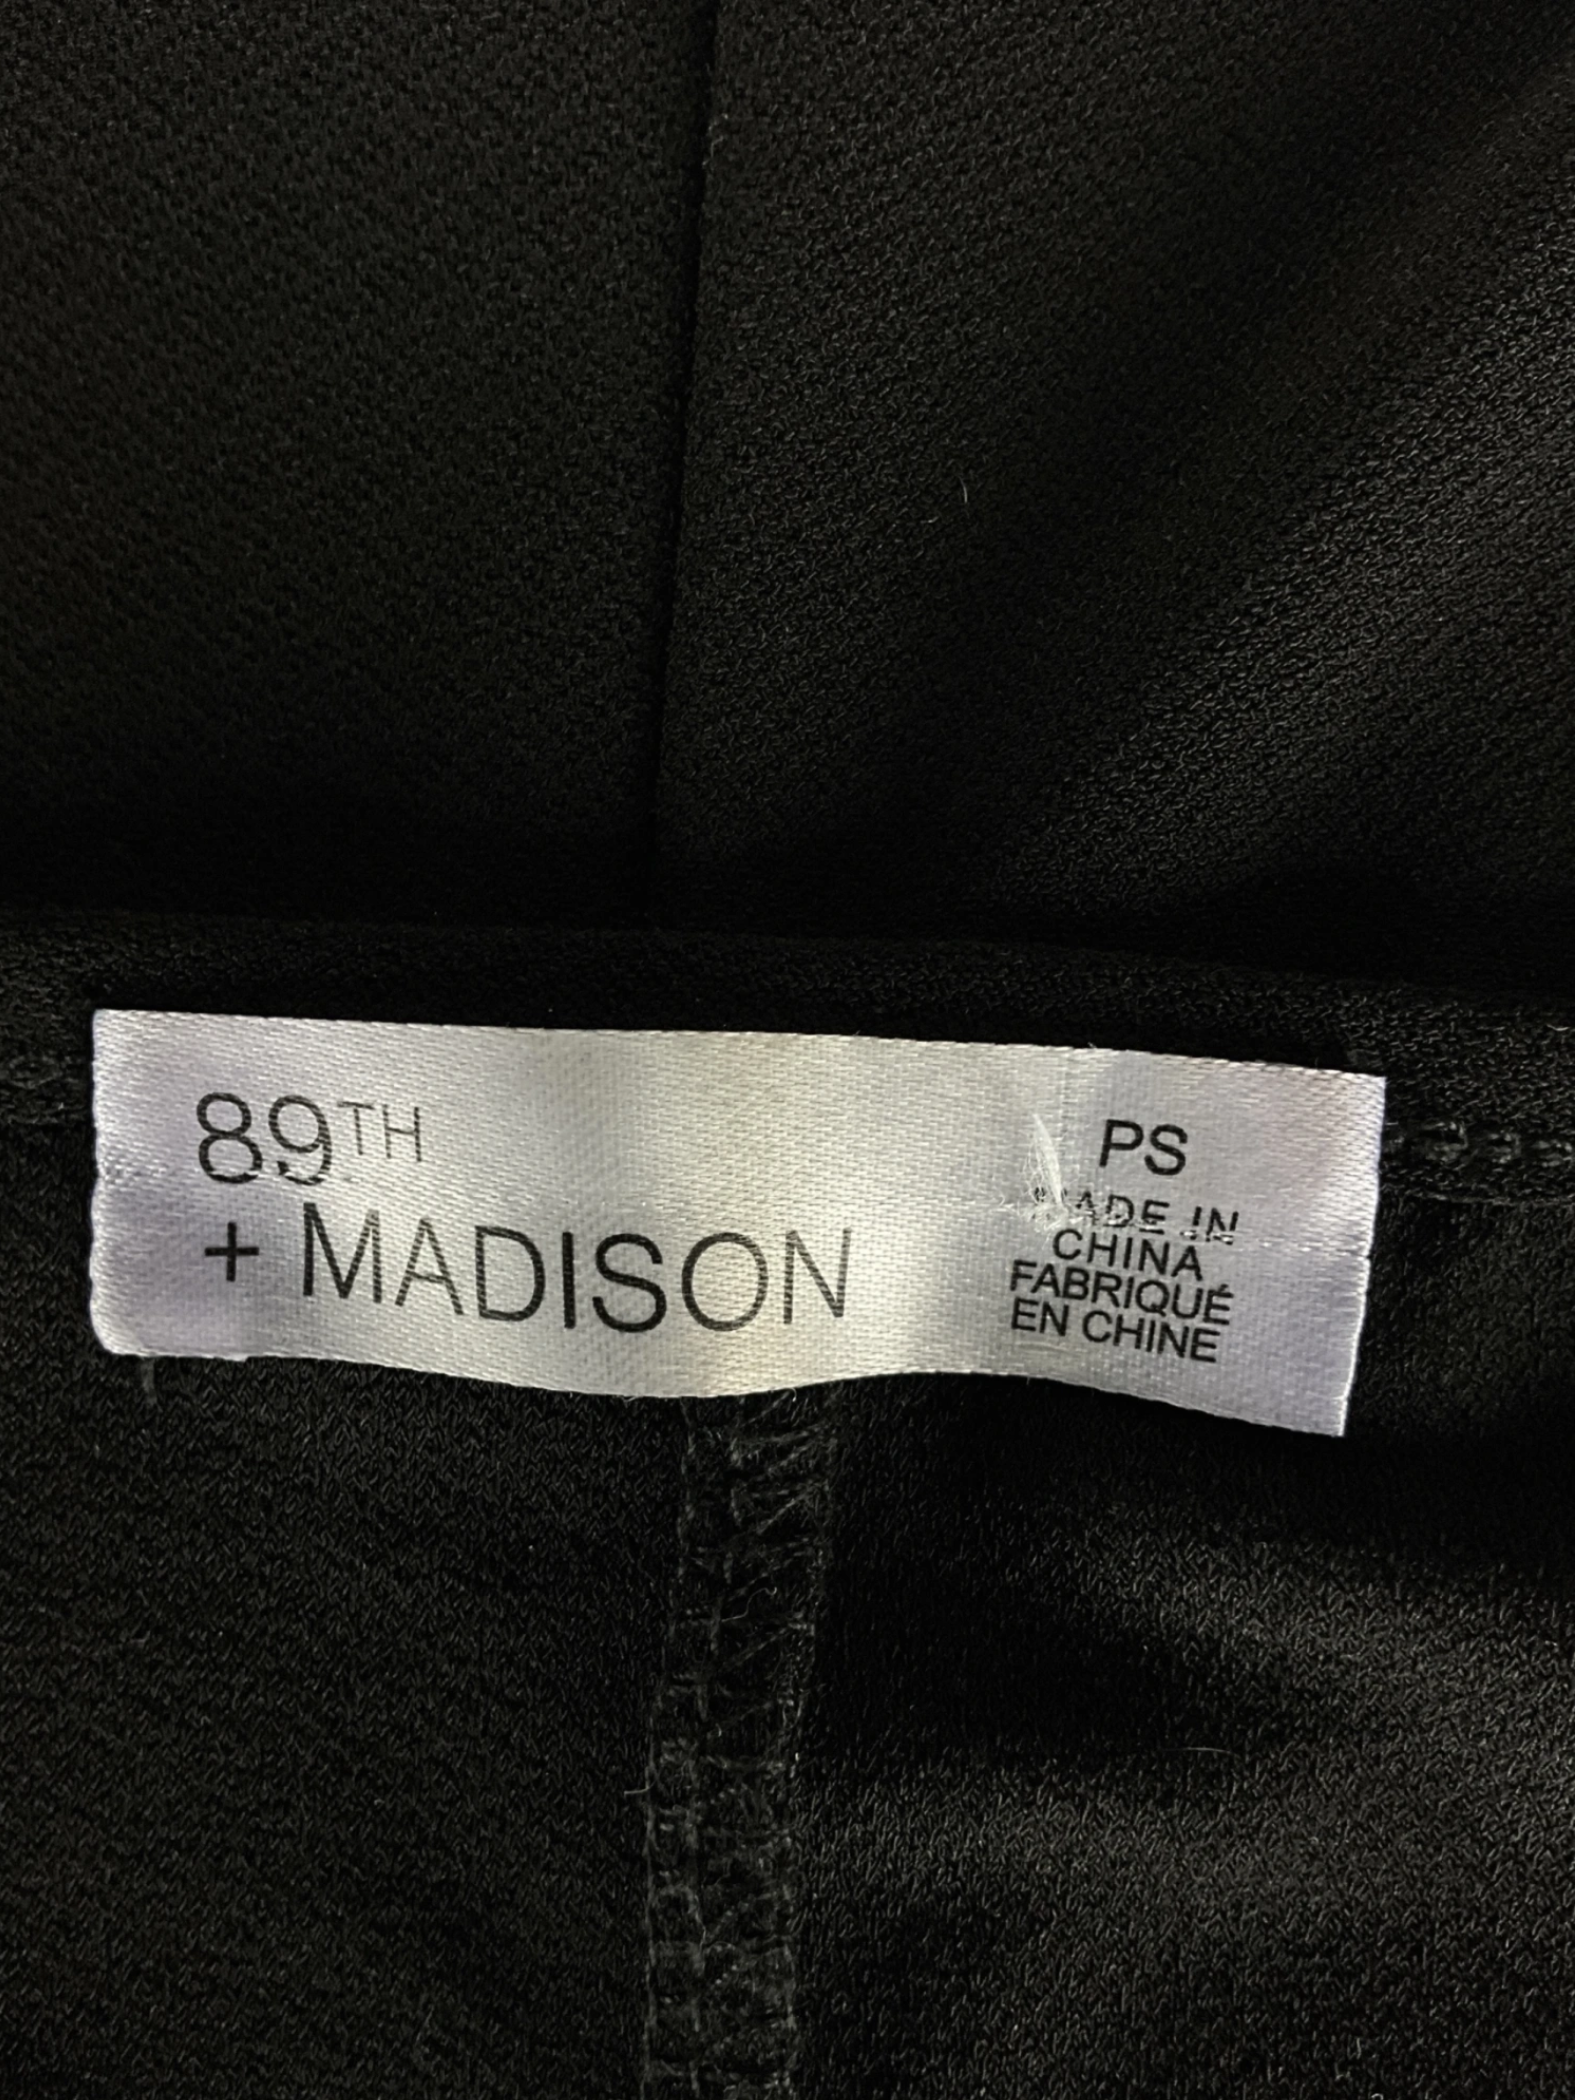 89TH
+ MADISON
PS
MADE IN
CHINA
FABRIQUÉ
EN CHINE